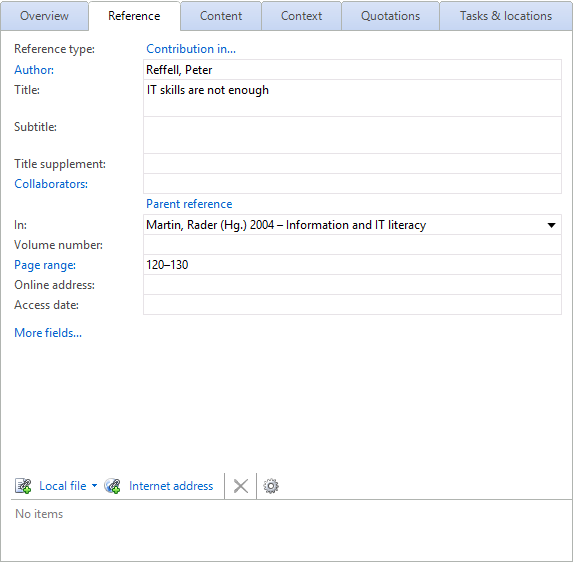 Overview Reference Content Context Quotations Tasks & locations
Reference type: Contribution in...
Author: Reffell, Peter
Title: IT skills are not enough
Subtitle:
Title supplement:
Collaborators:
Parent reference
In: Martin, Rader (Hg.) 2004 – Information and IT literacy
Volume number:
Page range: 120–130
Online address:
Access date:
More fields...
Local file Internet address
No items